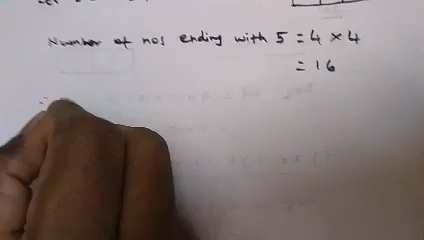 Number of nos ending with 5 = 4 × 4
= 16
∴